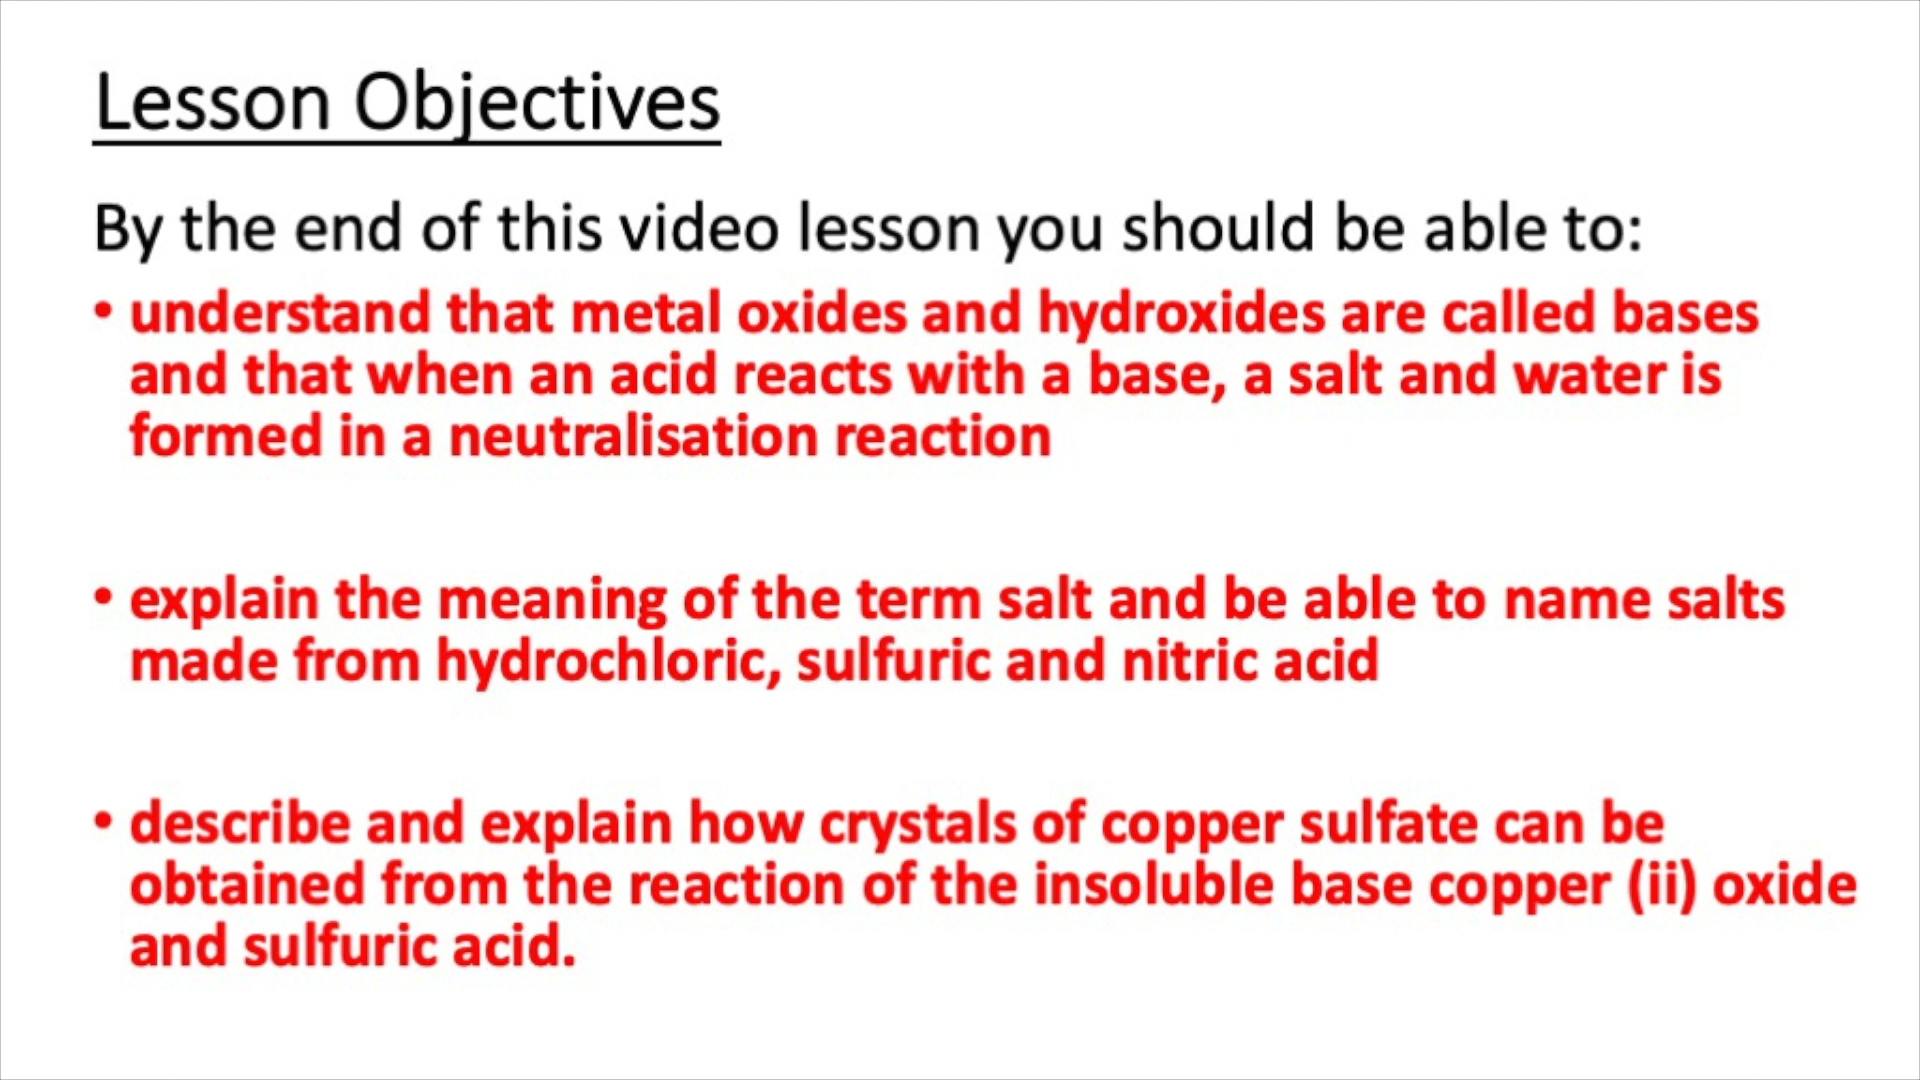 Lesson Objectives
By the end of this video lesson you should be able to:
• understand that metal oxides and hydroxides are called bases
and that when an acid reacts with a base, a salt and water is
formed in a neutralisation reaction
• explain the meaning of the term salt and be able to name salts
made from hydrochloric, sulfuric and nitric acid
• describe and explain how crystals of copper sulfate can be
obtained from the reaction of the insoluble base copper (ii) oxide
and sulfuric acid.